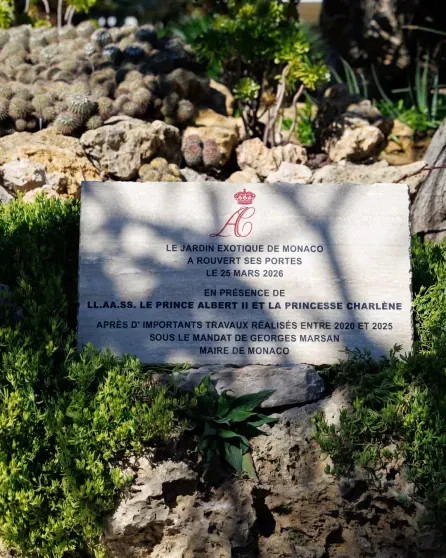 LE JARDIN EXOTIQUE DE MONACO
A ROUVERT SES PORTES
LE 25 MARS 2026
EN PRÉSENCE DE
LL.AA.SS. LE PRINCE ALBERT II ET LA PRINCESSE CHARLÈNE
APRÈS D' IMPORTANTS TRAVAUX RÉALISÉS ENTRE 2020 ET 2025
SOUS LE MANDAT DE GEORGES MARSAN
MAIRE DE MONACO